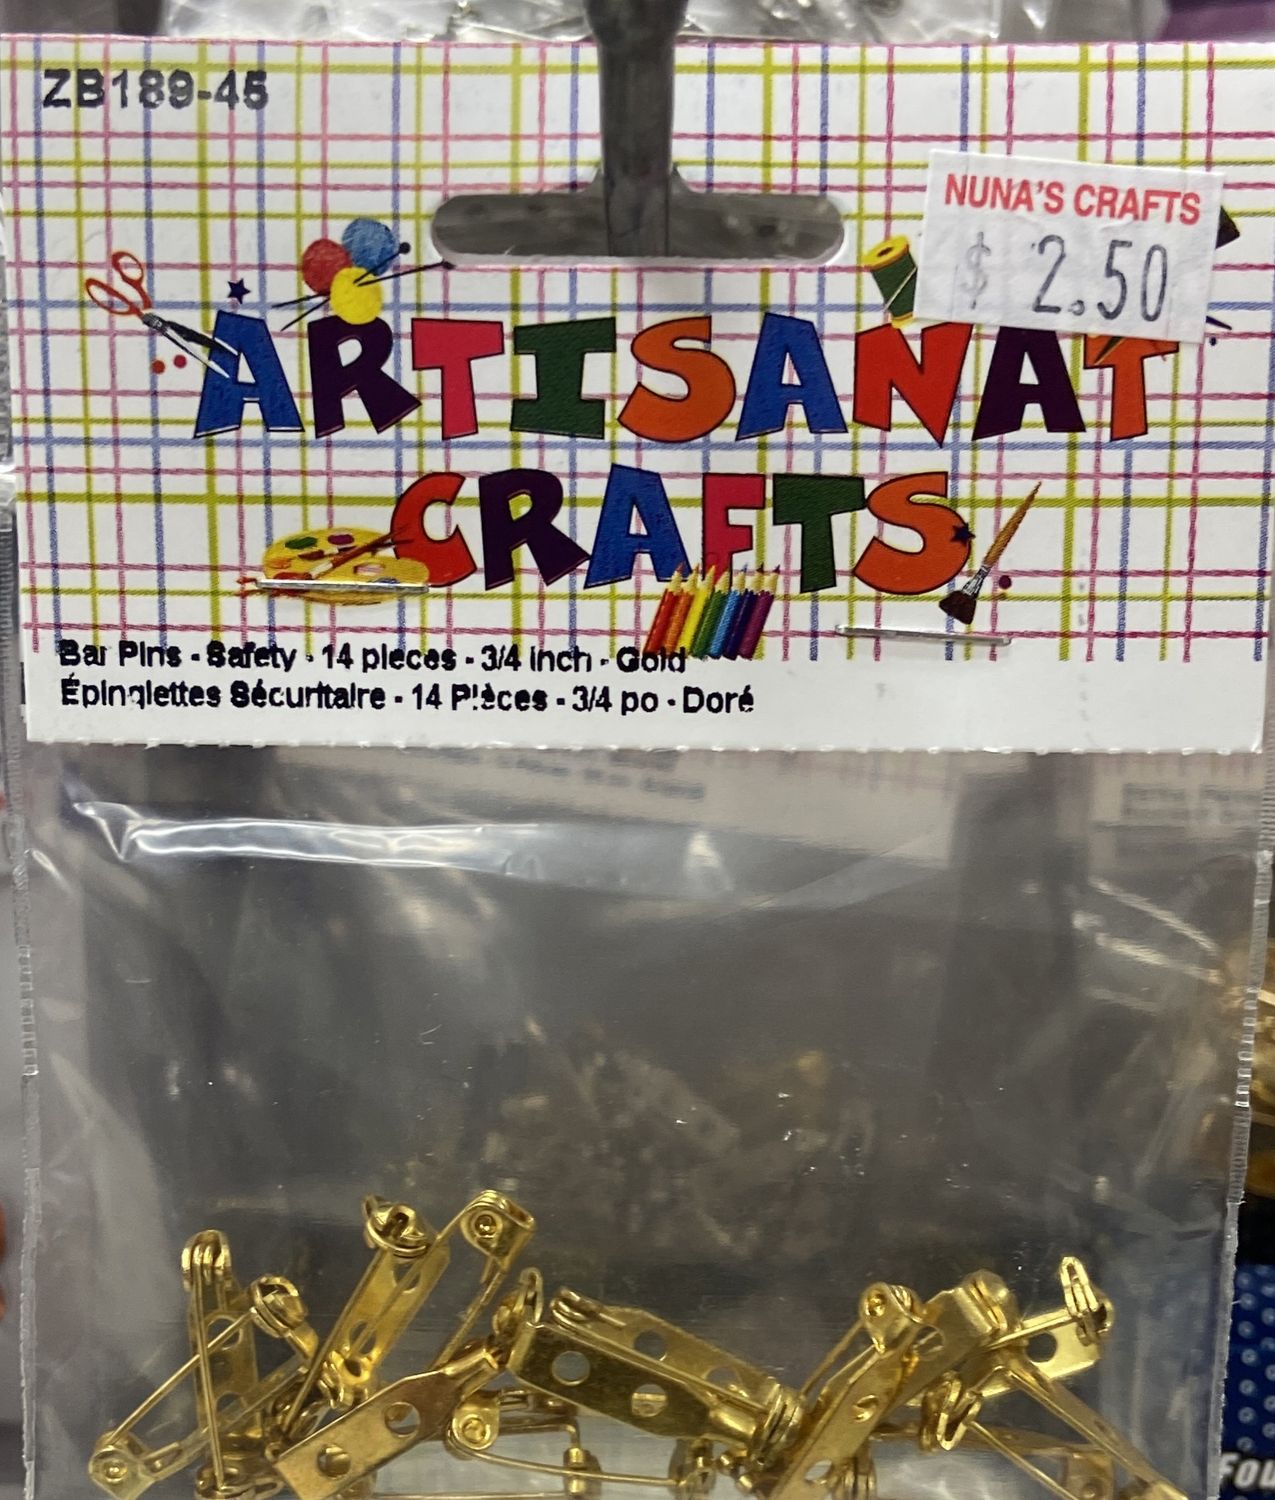 ZB189-45
NUNA'S CRAFTS
$ 2.50
ARTISANAT
CRAFTS
Bar Pins - Safety - 14 pieces - 3/4 inch - Gold
Épinglettes Sécuritaire - 14 Pièces - 3/4 po - Doré